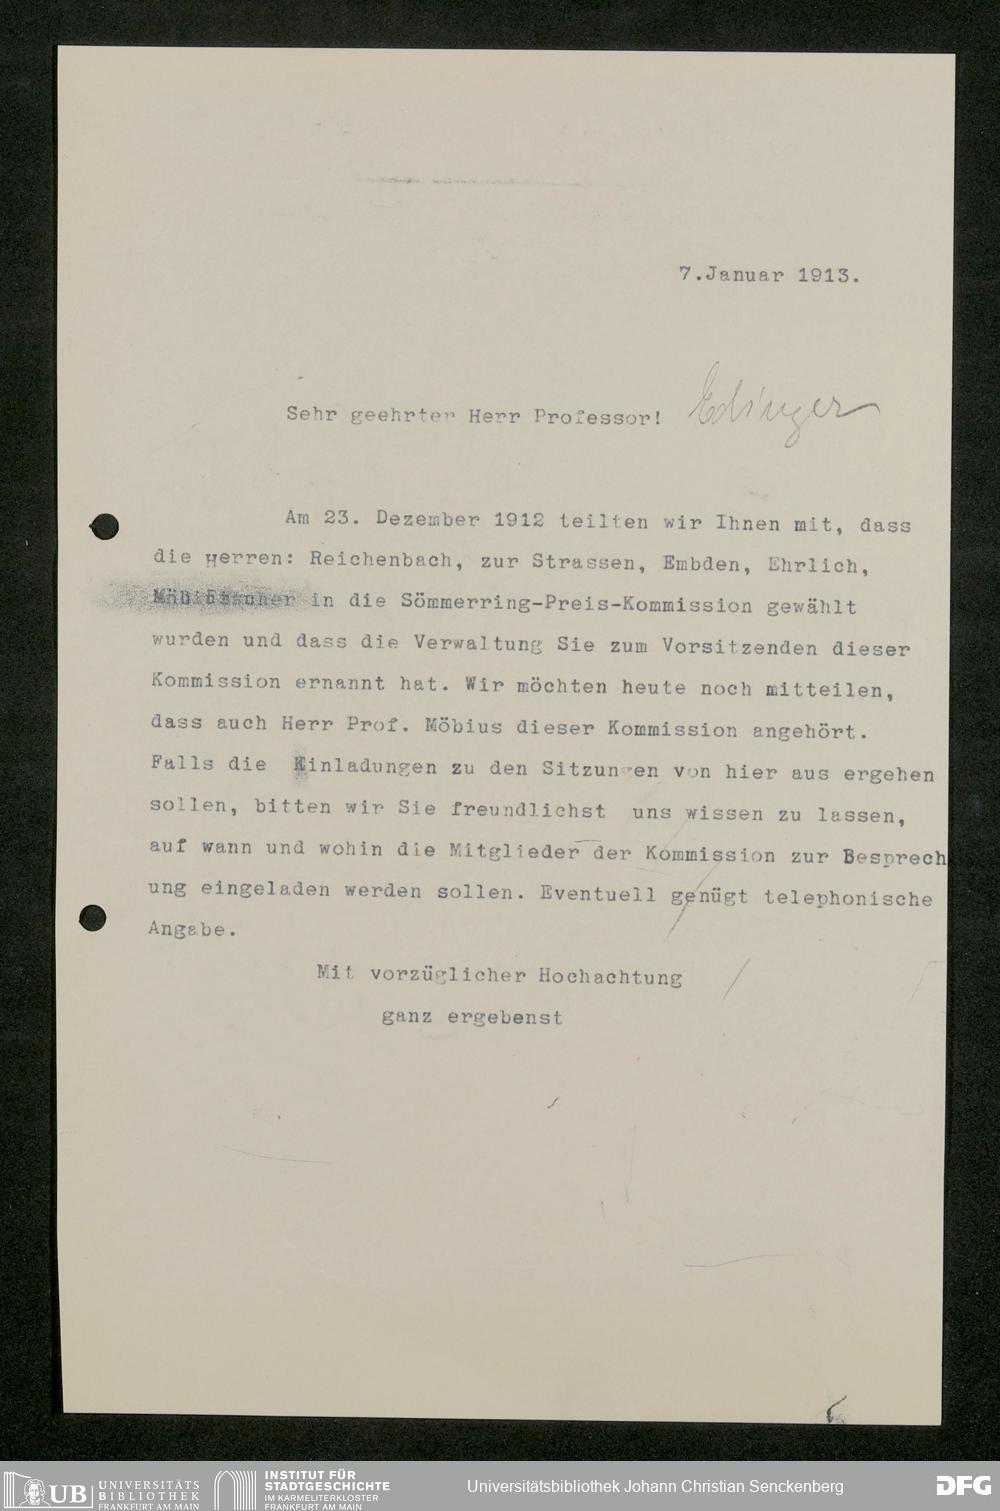 7.Januar 1913.
Sehr geehrter Herr Professor! Edinger
Am 23. Dezember 1912 teilten wir Ihnen mit, dass
die Herren: Reichenbach, zur Strassen, Embden, Ehrlich,
in die Sömmerring-Preis-Kommission gewählt
wurden und dass die Verwaltung Sie zum Vorsitzenden dieser
Kommission ernannt hat. Wir möchten heute noch mitteilen,
dass auch Herr Prof. Möbius dieser Kommission angehört.
Falls die Einladungen zu den Sitzungen von hier aus ergehen
sollen, bitten wir Sie freundlichst uns wissen zu lassen,
auf wann und wohin die Mitglieder der Kommission zur Besprech
ung eingeladen werden sollen. Eventuell genügt telephonische
Angabe.
Mit vorzüglicher Hochachtung
ganz ergebenst
UB UNIVERSITÄTS BIBLIOTHEK FRANKFURT AM MAIN
INSTITUT FÜR STADTGESCHICHTE IM KARMELITERKLOSTER FRANKFURT AM MAIN
Universitätsbibliothek Johann Christian Senckenberg
DFG